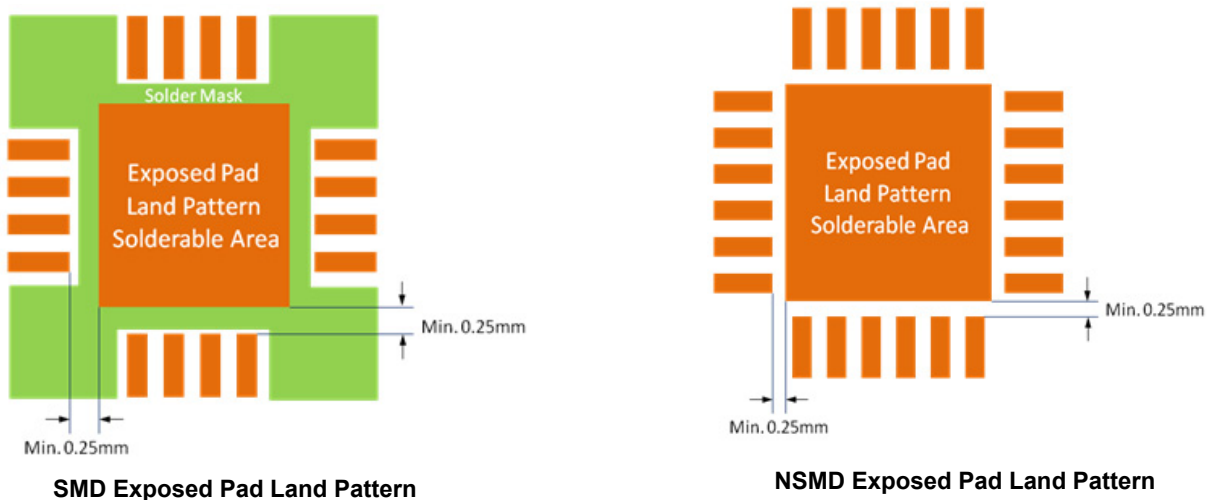 Solder Mask
Exposed Pad
Land Pattern
Solderable Area
Min. 0.25mm
Min. 0.25mm
SMD Exposed Pad Land Pattern
Exposed Pad
Land Pattern
Solderable Area
Min. 0.25mm
Min. 0.25mm
NSMD Exposed Pad Land Pattern